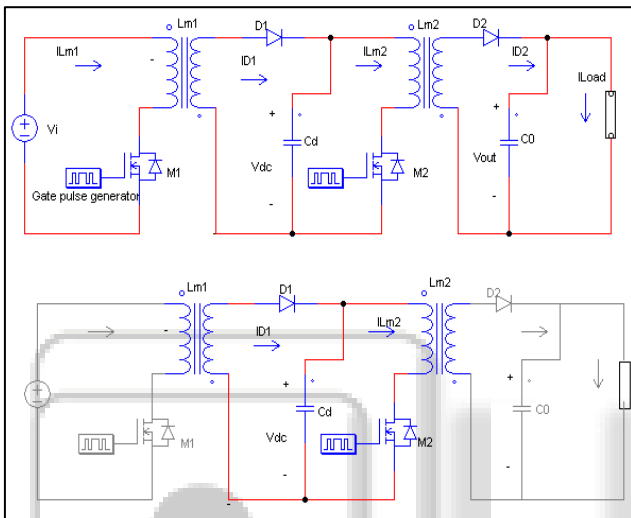 Lm1 D1 Lm2 D2
ILm1 ID1 ILm2 ID2 ILoad
- 
+ +
Vi Cd C0
Vdc Vout
M1 M2
Gate pulse generator
- -
Lm1 D1 Lm2 D2
- ID1 ILm2
+ +
Cd C0
M1 Vdc M2
- -
-